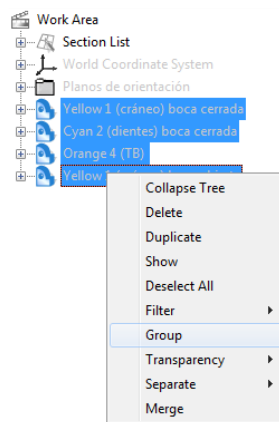 Work Area
Section List
World Coordinate System
Planos de orientación
Yellow 1 (cráneo) boca cerrada
Cyan 2 (dientes) boca cerrada
Orange 4 (TB)
Yellow
Collapse Tree
Delete
Duplicate
Show
Deselect All
Filter
Group
Transparency
Separate
Merge